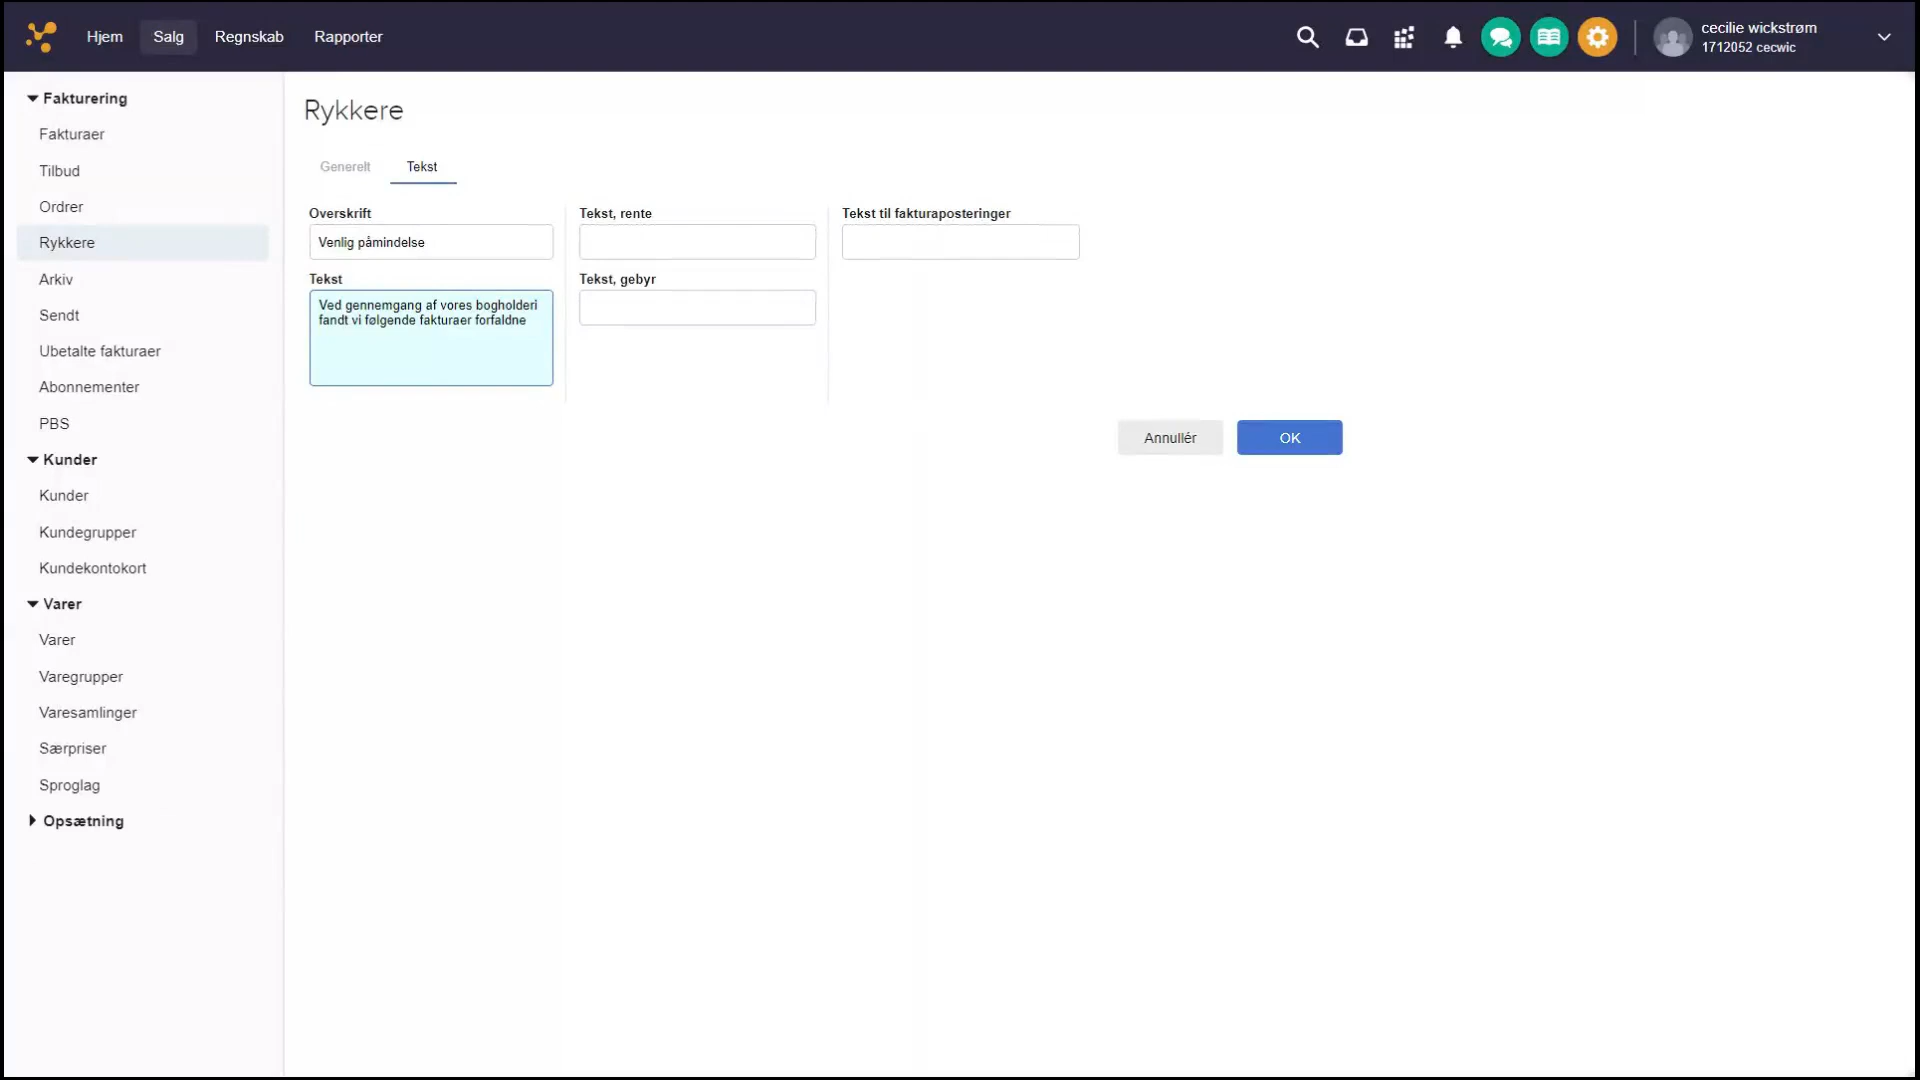 Hjem
Salg
Regnskab
Rapporter
cecilie wickstrøm
1712052 cecwic
Fakturering
Fakturaer
Tilbud
Ordrer
Rykkere
Arkiv
Sendt
Ubetalte fakturaer
Abonnementer
PBS
Kunder
Kunder
Kundegrupper
Kundekontokort
Varer
Varer
Varegrupper
Varesamlinger
Særpriser
Sproglag
Opsætning
Rykkere
Generelt
Tekst
Overskrift
Venlig påmindelse
Tekst
Ved gennemgang af vores bogholderi
fandt vi følgende fakturaer forfaldne
Tekst, rente
Tekst, gebyr
Tekst til fakturaposteringer
Annullér
OK